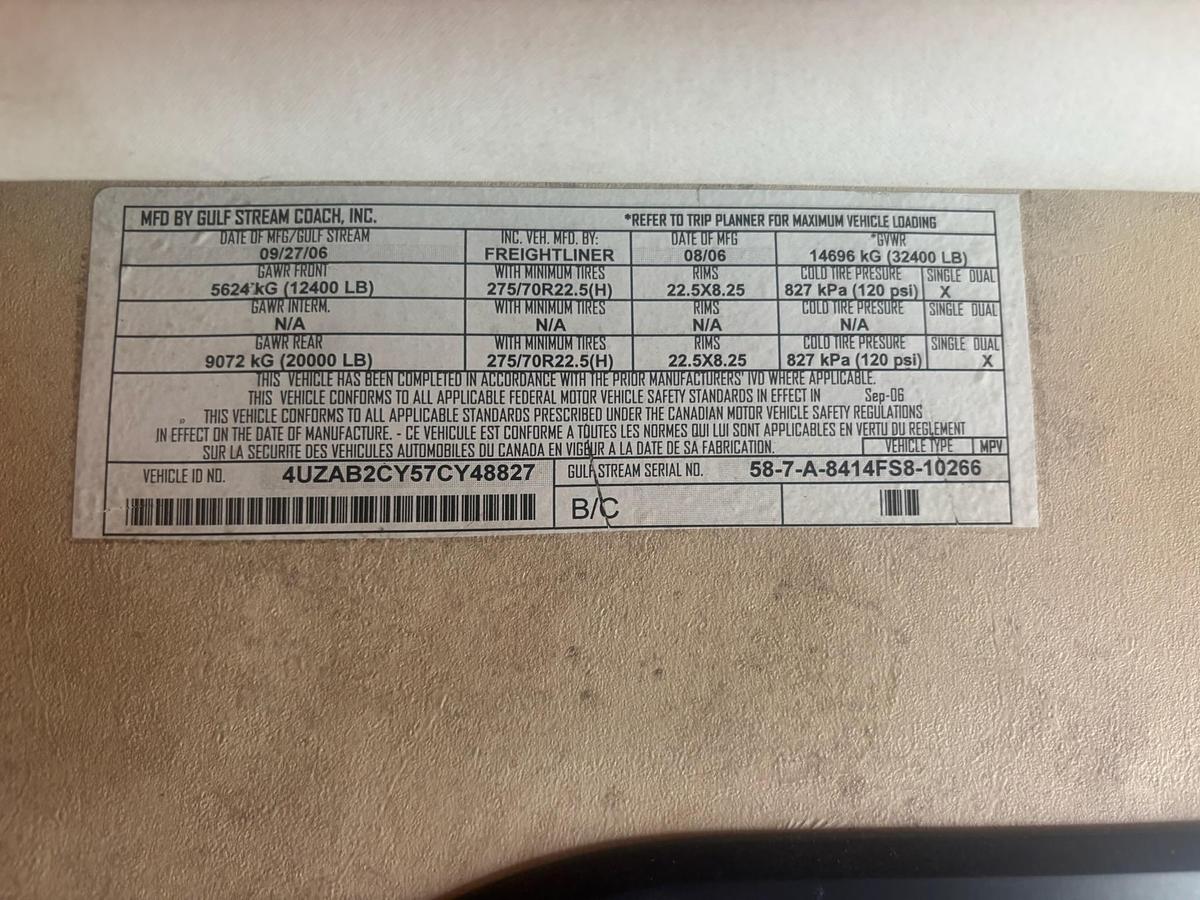 MFD BY GULF STREAM COACH, INC. *REFER TO TRIP PLANNER FOR MAXIMUM VEHICLE LOADING
DATE OF MFG/GULF STREAM INC. VEH. MFD. BY: DATE OF MFG *GVWR
09/27/06 FREIGHTLINER 08/06 14696 kG (32400 LB)
GAWR FRONT WITH MINIMUM TIRES RIMS COLD TIRE PRESURE SINGLE DUAL
5624 kG (12400 LB) 275/70R22.5(H) 22.5X8.25 827 kPa (120 psi) X
GAWR INTERM. WITH MINIMUM TIRES RIMS COLD TIRE PRESURE SINGLE DUAL
N/A N/A N/A N/A
GAWR REAR WITH MINIMUM TIRES RIMS COLD TIRE PRESURE SINGLE DUAL
9072 kG (20000 LB) 275/70R22.5(H) 22.5X8.25 827 kPa (120 psi) X
THIS VEHICLE HAS BEEN COMPLETED IN ACCORDANCE WITH THE PRIOR MANUFACTURERS' IVD WHERE APPLICABLE.
THIS VEHICLE CONFORMS TO ALL APPLICABLE FEDERAL MOTOR VEHICLE SAFETY STANDARDS IN EFFECT IN Sep-06
THIS VEHICLE CONFORMS TO ALL APPLICABLE STANDARDS PRESCRIBED UNDER THE CANADIAN MOTOR VEHICLE SAFETY REGULATIONS
IN EFFECT ON THE DATE OF MANUFACTURE. - CE VEHICULE EST CONFORME A TOUTES LES NORMES QUI LUI SONT APPLICABLES EN VERTU DU REGLEMENT
SUR LA SECURITE DES VEHICULES AUTOMOBILES DU CANADA EN VIGEUR A LA DATE DE SA FABRICATION. VEHICLE TYPE MPV
VEHICLE ID NO. 4UZAB2CY57CY48827 GULF STREAM SERIAL NO. 58-7-A-8414FS8-10266
B/C